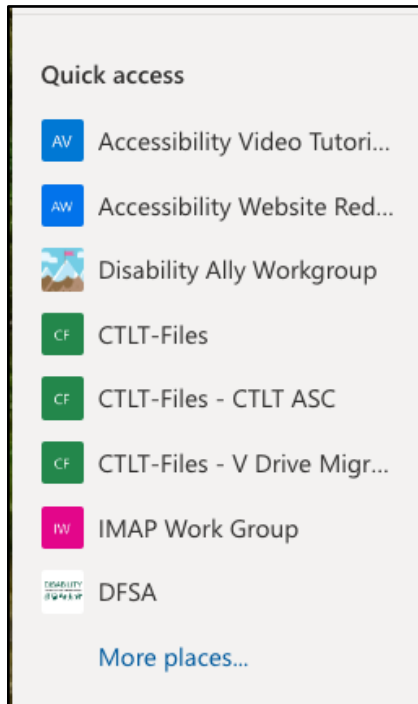 Quick access
AV Accessibility Video Tutori...
AW Accessibility Website Red...
Disability Ally Workgroup
CF CTLT-Files
CF CTLT-Files - CTLT ASC
CF CTLT-Files - V Drive Migr...
IW IMAP Work Group
DISABILITY
DFSA
More places...